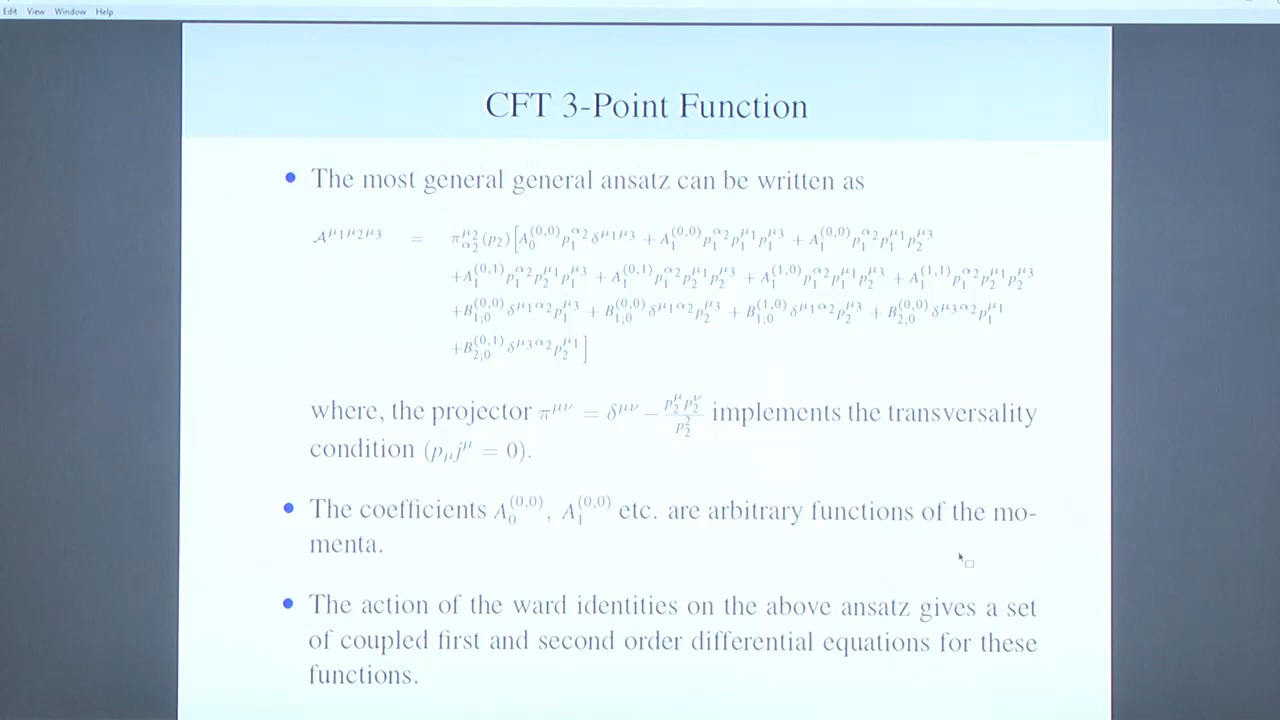 Edit View Window Help
CFT 3-Point Function
• The most general general ansatz can be written as
𝒜^{μ1μ2μ3} = π^{μ2}_{α2}(p2)[A_0^{(0,0)} p_1^{α2} δ^{μ1μ3} + A_1^{(0,0)} p_1^{α2} p_1^{μ1} p_1^{μ3} + A_1^{(0,0)} p_1^{α2} p_1^{μ1} p_2^{μ3}
+A_1^{(0,1)} p_1^{α2} p_2^{μ1} p_1^{μ3} + A_1^{(0,1)} p_1^{α2} p_2^{μ1} p_2^{μ3} + A_1^{(1,0)} p_1^{α2} p_1^{μ1} p_2^{μ3} + A_1^{(1,1)} p_1^{α2} p_2^{μ1} p_2^{μ3}
+B_{1;0}^{(0,0)} δ^{μ1α2} p_1^{μ3} + B_{1;0}^{(0,0)} δ^{μ1α2} p_2^{μ3} + B_{1;0}^{(1,0)} δ^{μ1α2} p_2^{μ3} + B_{2;0}^{(0,0)} δ^{μ3α2} p_1^{μ1}
+B_{2;0}^{(0,1)} δ^{μ3α2} p_2^{μ1}]
where, the projector π^{μν} = δ^{μν} − p_2^μ p_2^ν / p_2^2 implements the transversality
condition (p_μ j^μ = 0).
• The coefficients A_0^{(0,0)}, A_1^{(0,0)} etc. are arbitrary functions of the mo-
menta.
• The action of the ward identities on the above ansatz gives a set
of coupled first and second order differential equations for these
functions.